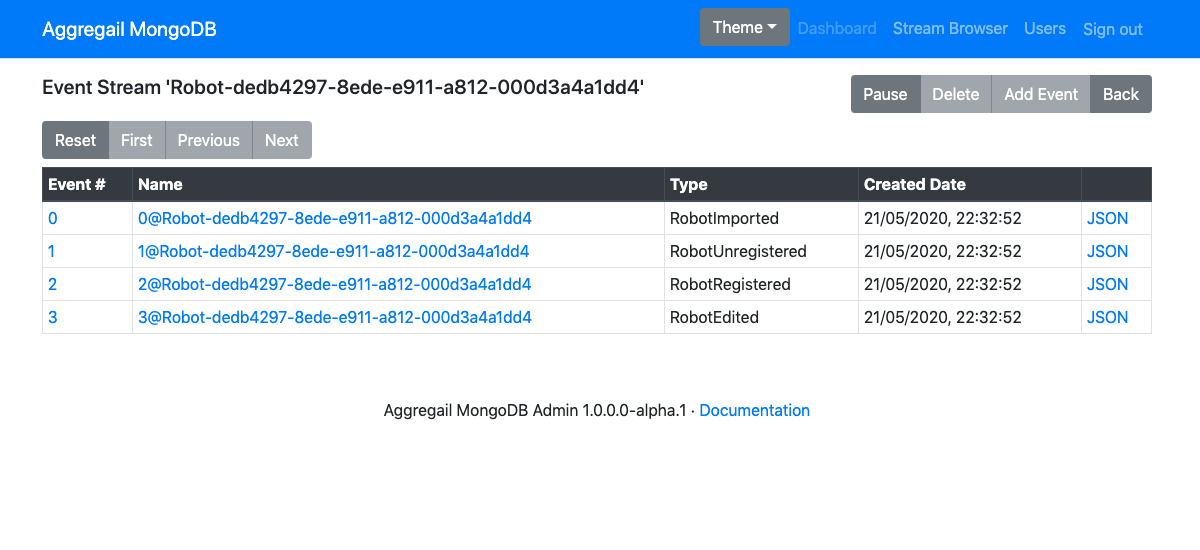 Aggregail MongoDB Theme Dashboard Stream Browser Users Sign out
Event Stream 'Robot-dedb4297-8ede-e911-a812-000d3a4a1dd4' Pause Delete Add Event Back
Reset First Previous Next
Event # Name Type Created Date
0 0@Robot-dedb4297-8ede-e911-a812-000d3a4a1dd4 RobotImported 21/05/2020, 22:32:52 JSON
1 1@Robot-dedb4297-8ede-e911-a812-000d3a4a1dd4 RobotUnregistered 21/05/2020, 22:32:52 JSON
2 2@Robot-dedb4297-8ede-e911-a812-000d3a4a1dd4 RobotRegistered 21/05/2020, 22:32:52 JSON
3 3@Robot-dedb4297-8ede-e911-a812-000d3a4a1dd4 RobotEdited 21/05/2020, 22:32:52 JSON
Aggregail MongoDB Admin 1.0.0.0-alpha.1 · Documentation